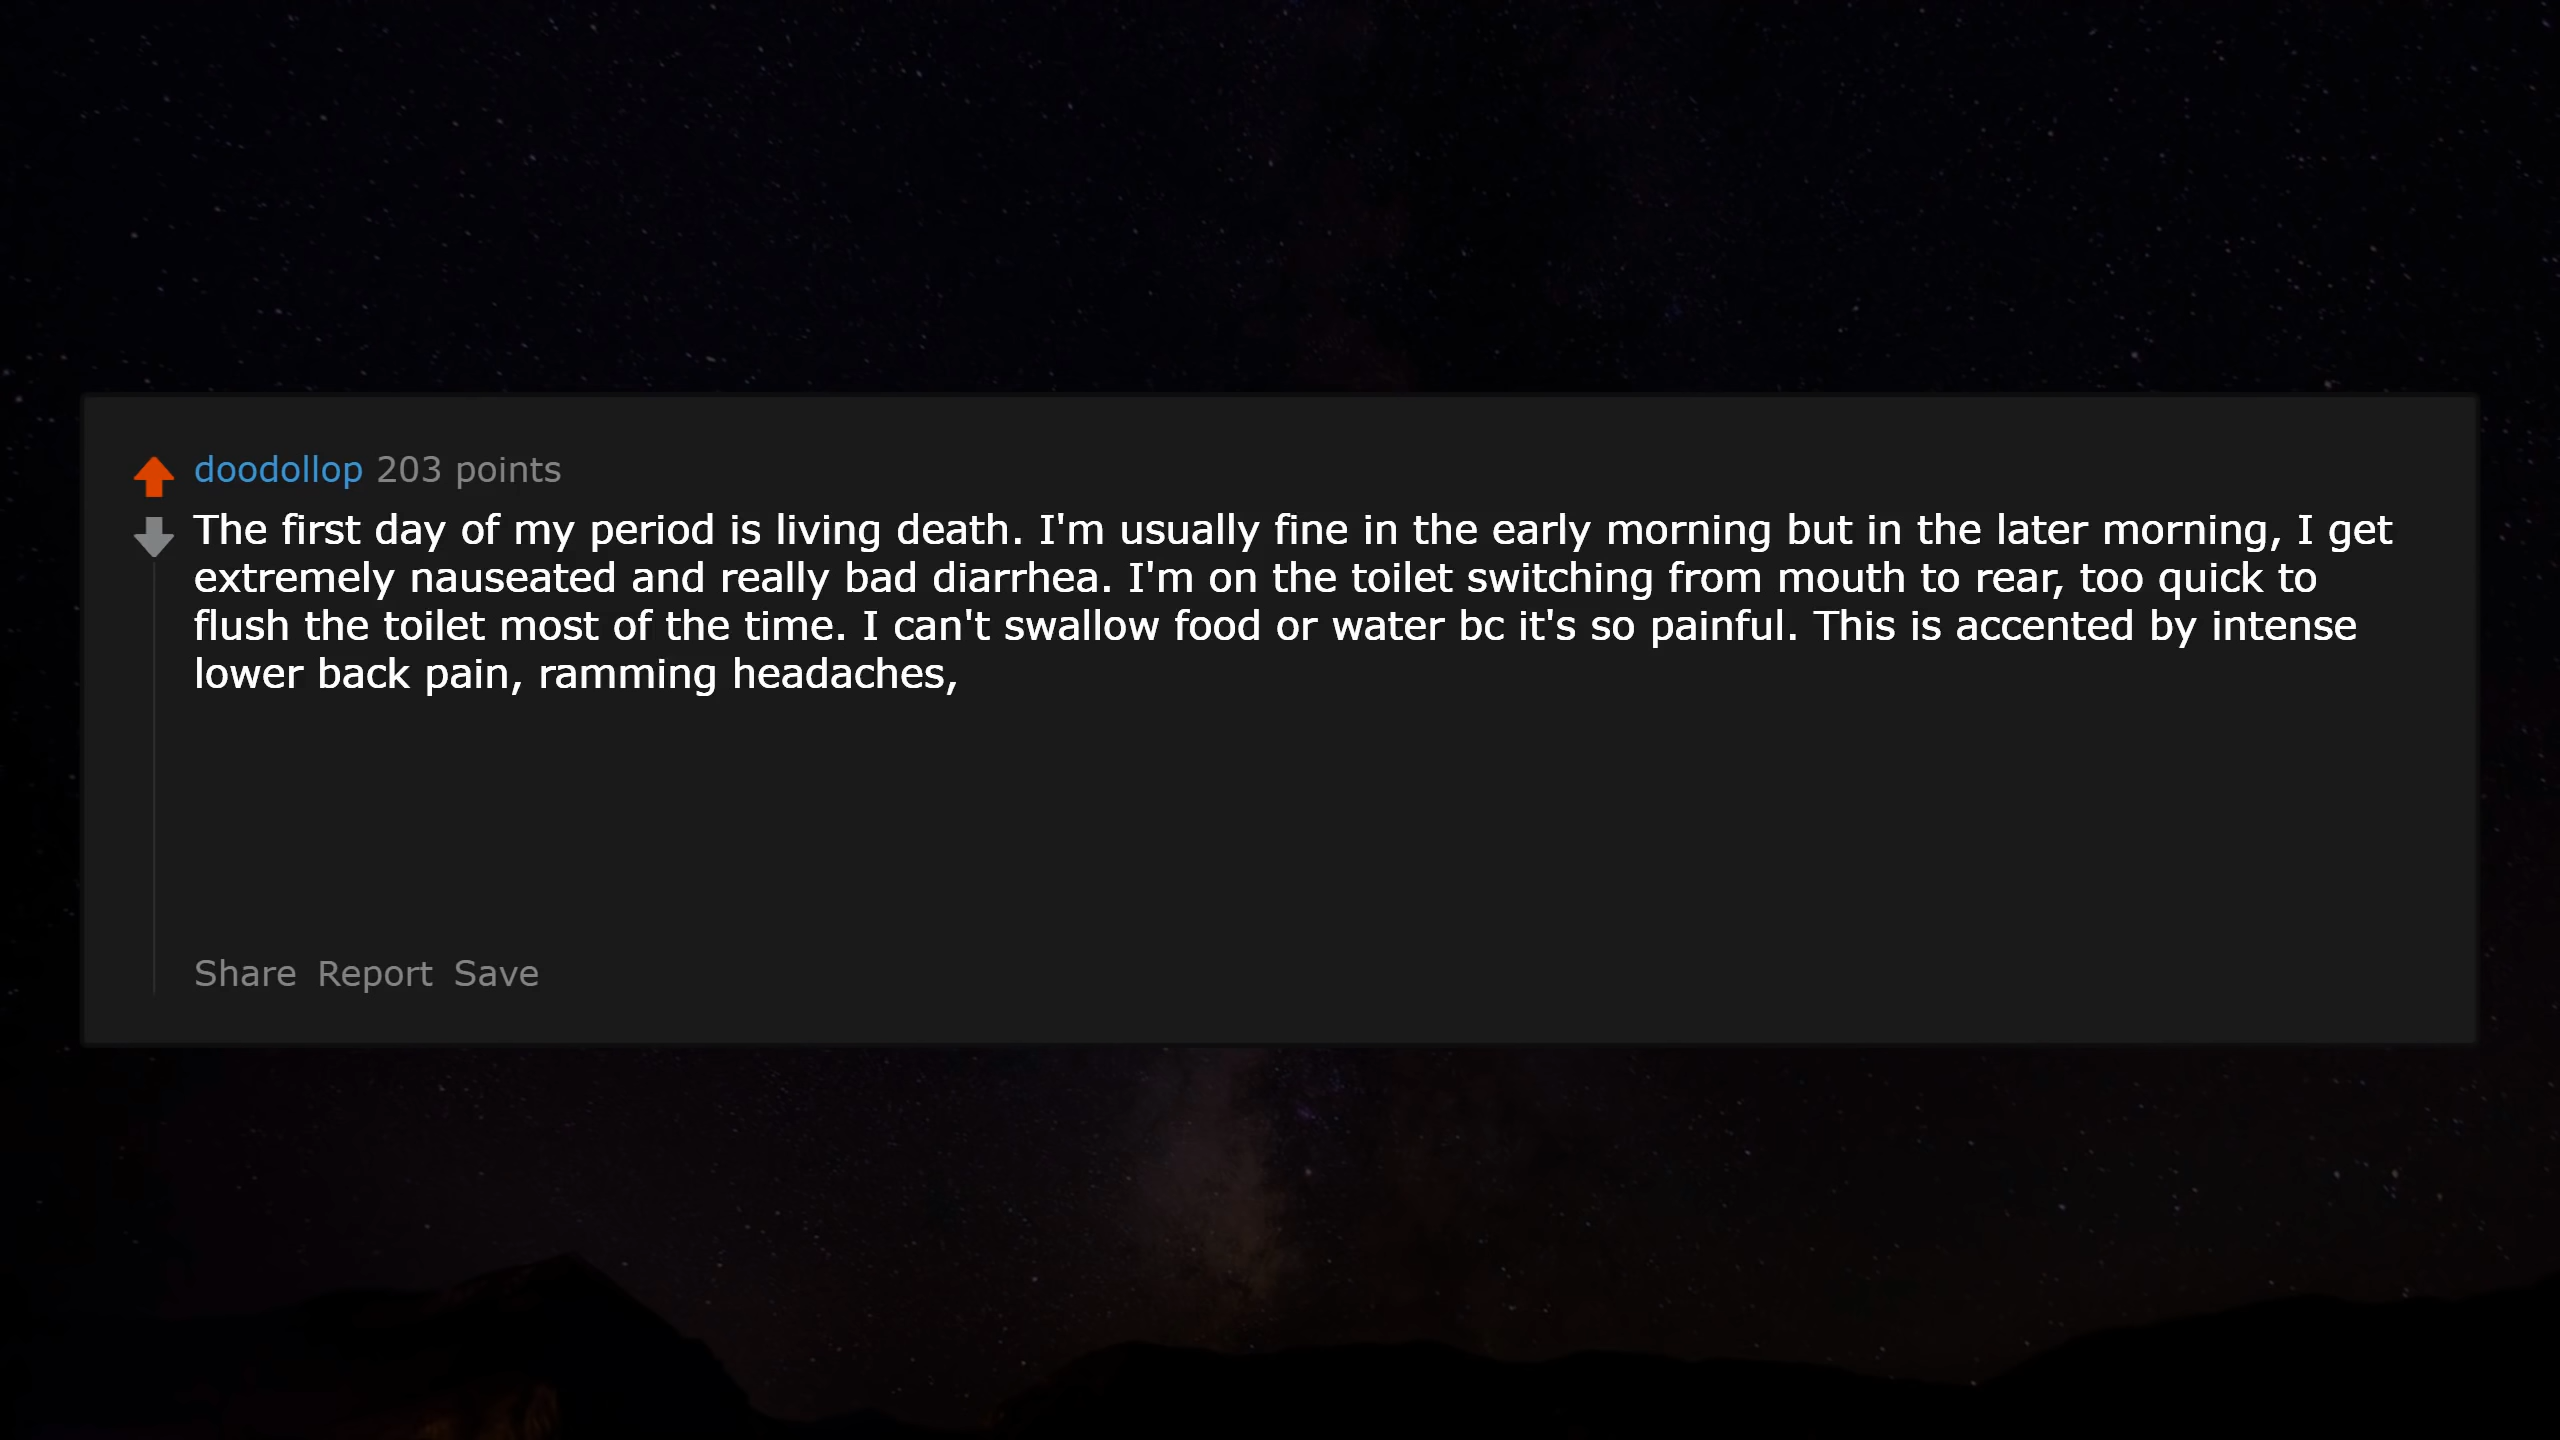 doodollop 203 points
The first day of my period is living death. I'm usually fine in the early morning but in the later morning, I get
extremely nauseated and really bad diarrhea. I'm on the toilet switching from mouth to rear, too quick to
flush the toilet most of the time. I can't swallow food or water bc it's so painful. This is accented by intense
lower back pain, ramming headaches,
Share Report Save